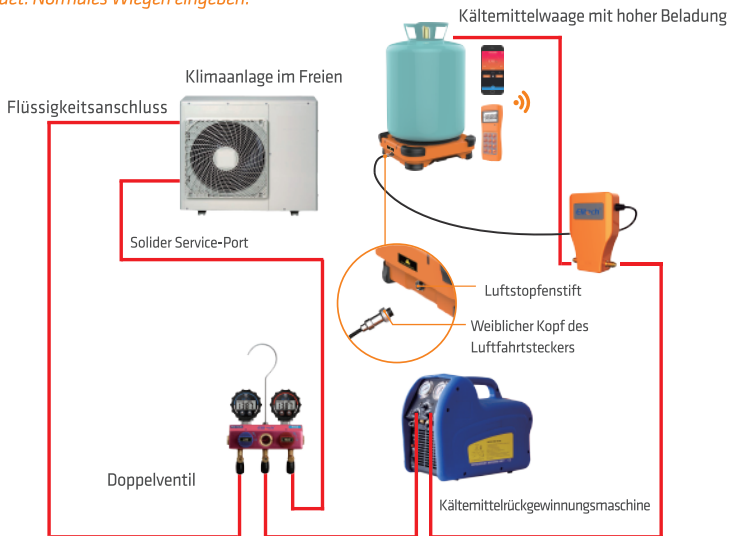 Kältemittelwaage mit hoher Beladung
Klimaanlage im Freien
Flüssigkeitsanschluss
Solider Service-Port
Luftstopfenstift
Weiblicher Kopf des
Luftfahrtsteckers
Doppelventil
Kältemittelrückgewinnungsmaschine